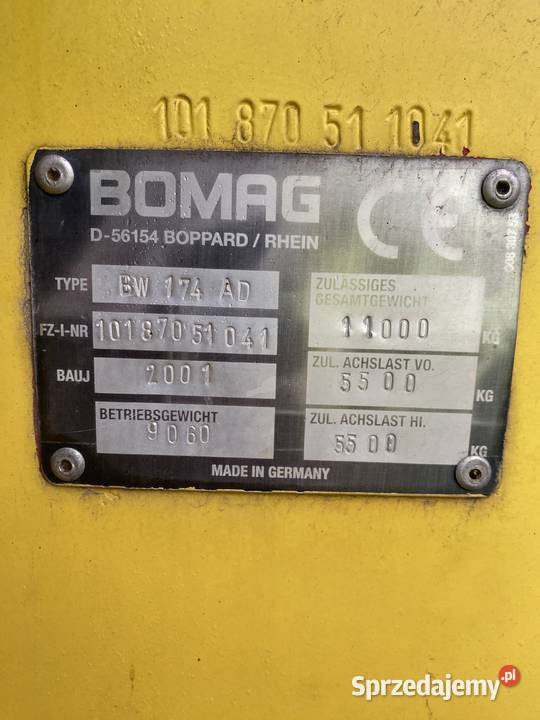 101 870 51 1041
BOMAG
D-56154 BOPPARD / RHEIN
CE
TYPE BW 174 AD
FZ-I-NR 101870 51 041
BAUJ 2001
BETRIEBSGEWICHT
9060
ZULÄSSIGES
GESAMTGEWICHT
11000 KG
ZUL. ACHSLAST VO.
5500 KG
ZUL. ACHSLAST HI.
5500 KG
MADE IN GERMANY
Sprzedajemy.pl